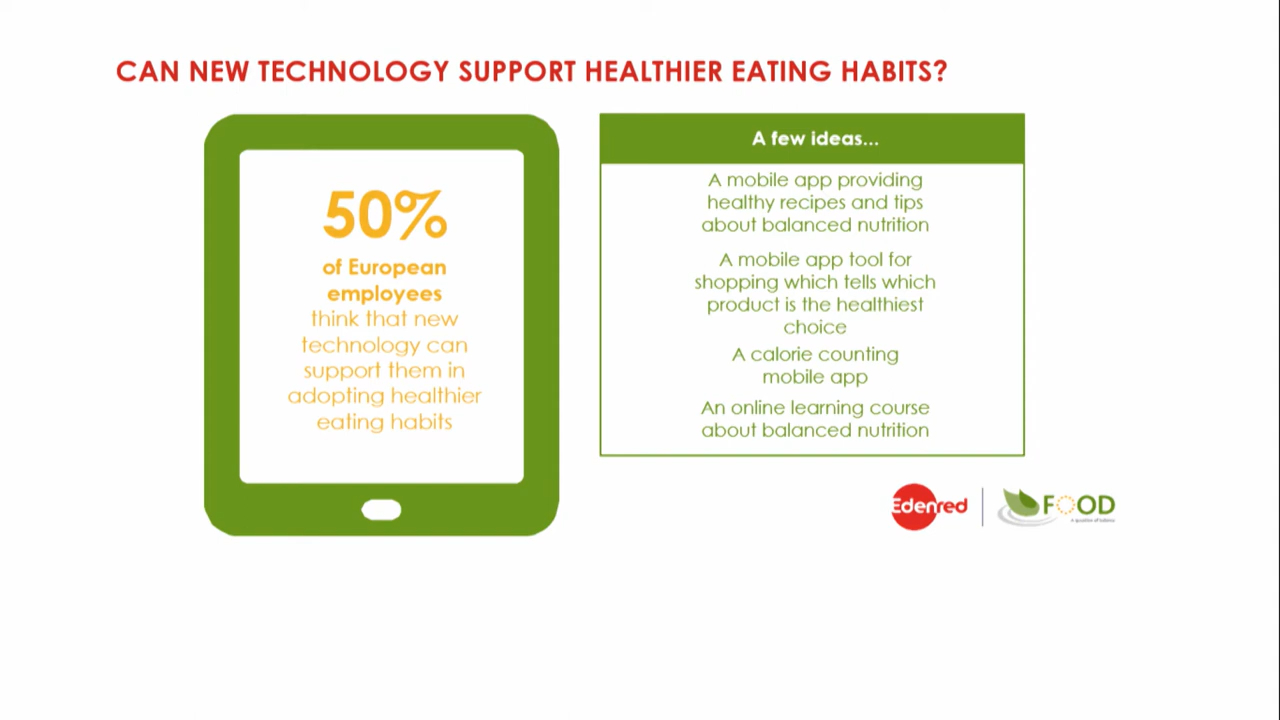 CAN NEW TECHNOLOGY SUPPORT HEALTHIER EATING HABITS?
50%
of European
employees
think that new
technology can
support them in
adopting healthier
eating habits
A few ideas...
A mobile app providing
healthy recipes and tips
about balanced nutrition
A mobile app tool for
shopping which tells which
product is the healthiest
choice
A calorie counting
mobile app
An online learning course
about balanced nutrition
Edenred
FOOD
a question of balance